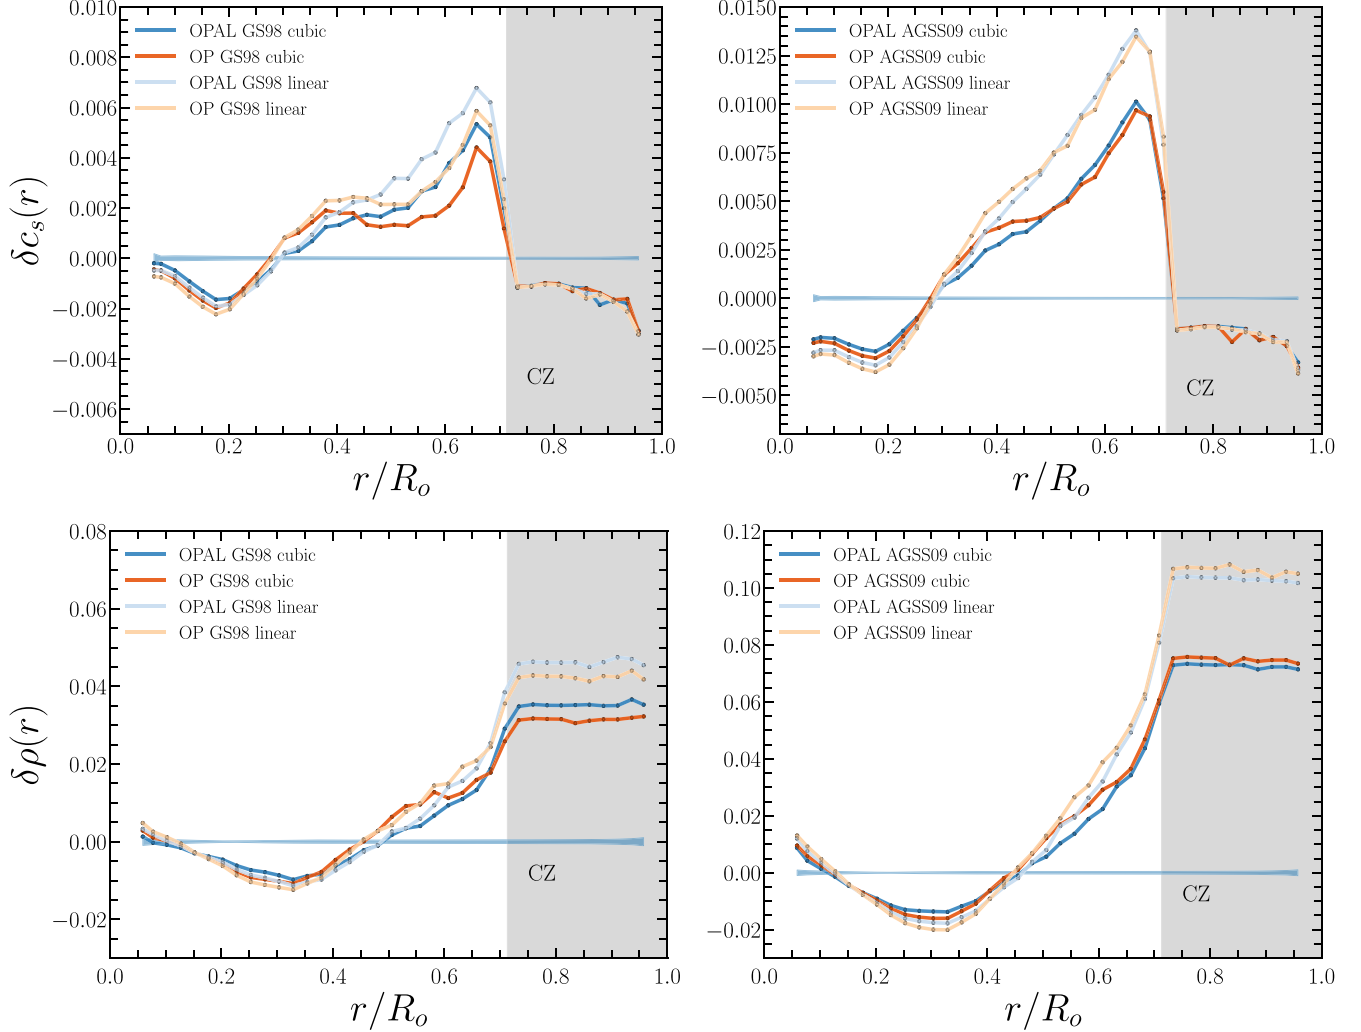 0.010
0.008
0.006
0.004
0.002
0.000
−0.002
−0.004
−0.006
δc_s(r)
OPAL GS98 cubic
OP GS98 cubic
OPAL GS98 linear
OP GS98 linear
CZ
0.0 0.2 0.4 0.6 0.8 1.0
r/R_o
0.0150
0.0125
0.0100
0.0075
0.0050
0.0025
0.0000
−0.0025
−0.0050
OPAL AGSS09 cubic
OP AGSS09 cubic
OPAL AGSS09 linear
OP AGSS09 linear
CZ
0.0 0.2 0.4 0.6 0.8 1.0
r/R_o
0.08
0.06
0.04
0.02
0.00
−0.02
δρ(r)
OPAL GS98 cubic
OP GS98 cubic
OPAL GS98 linear
OP GS98 linear
CZ
0.0 0.2 0.4 0.6 0.8 1.0
r/R_o
0.12
0.10
0.08
0.06
0.04
0.02
0.00
−0.02
OPAL AGSS09 cubic
OP AGSS09 cubic
OPAL AGSS09 linear
OP AGSS09 linear
CZ
0.0 0.2 0.4 0.6 0.8 1.0
r/R_o